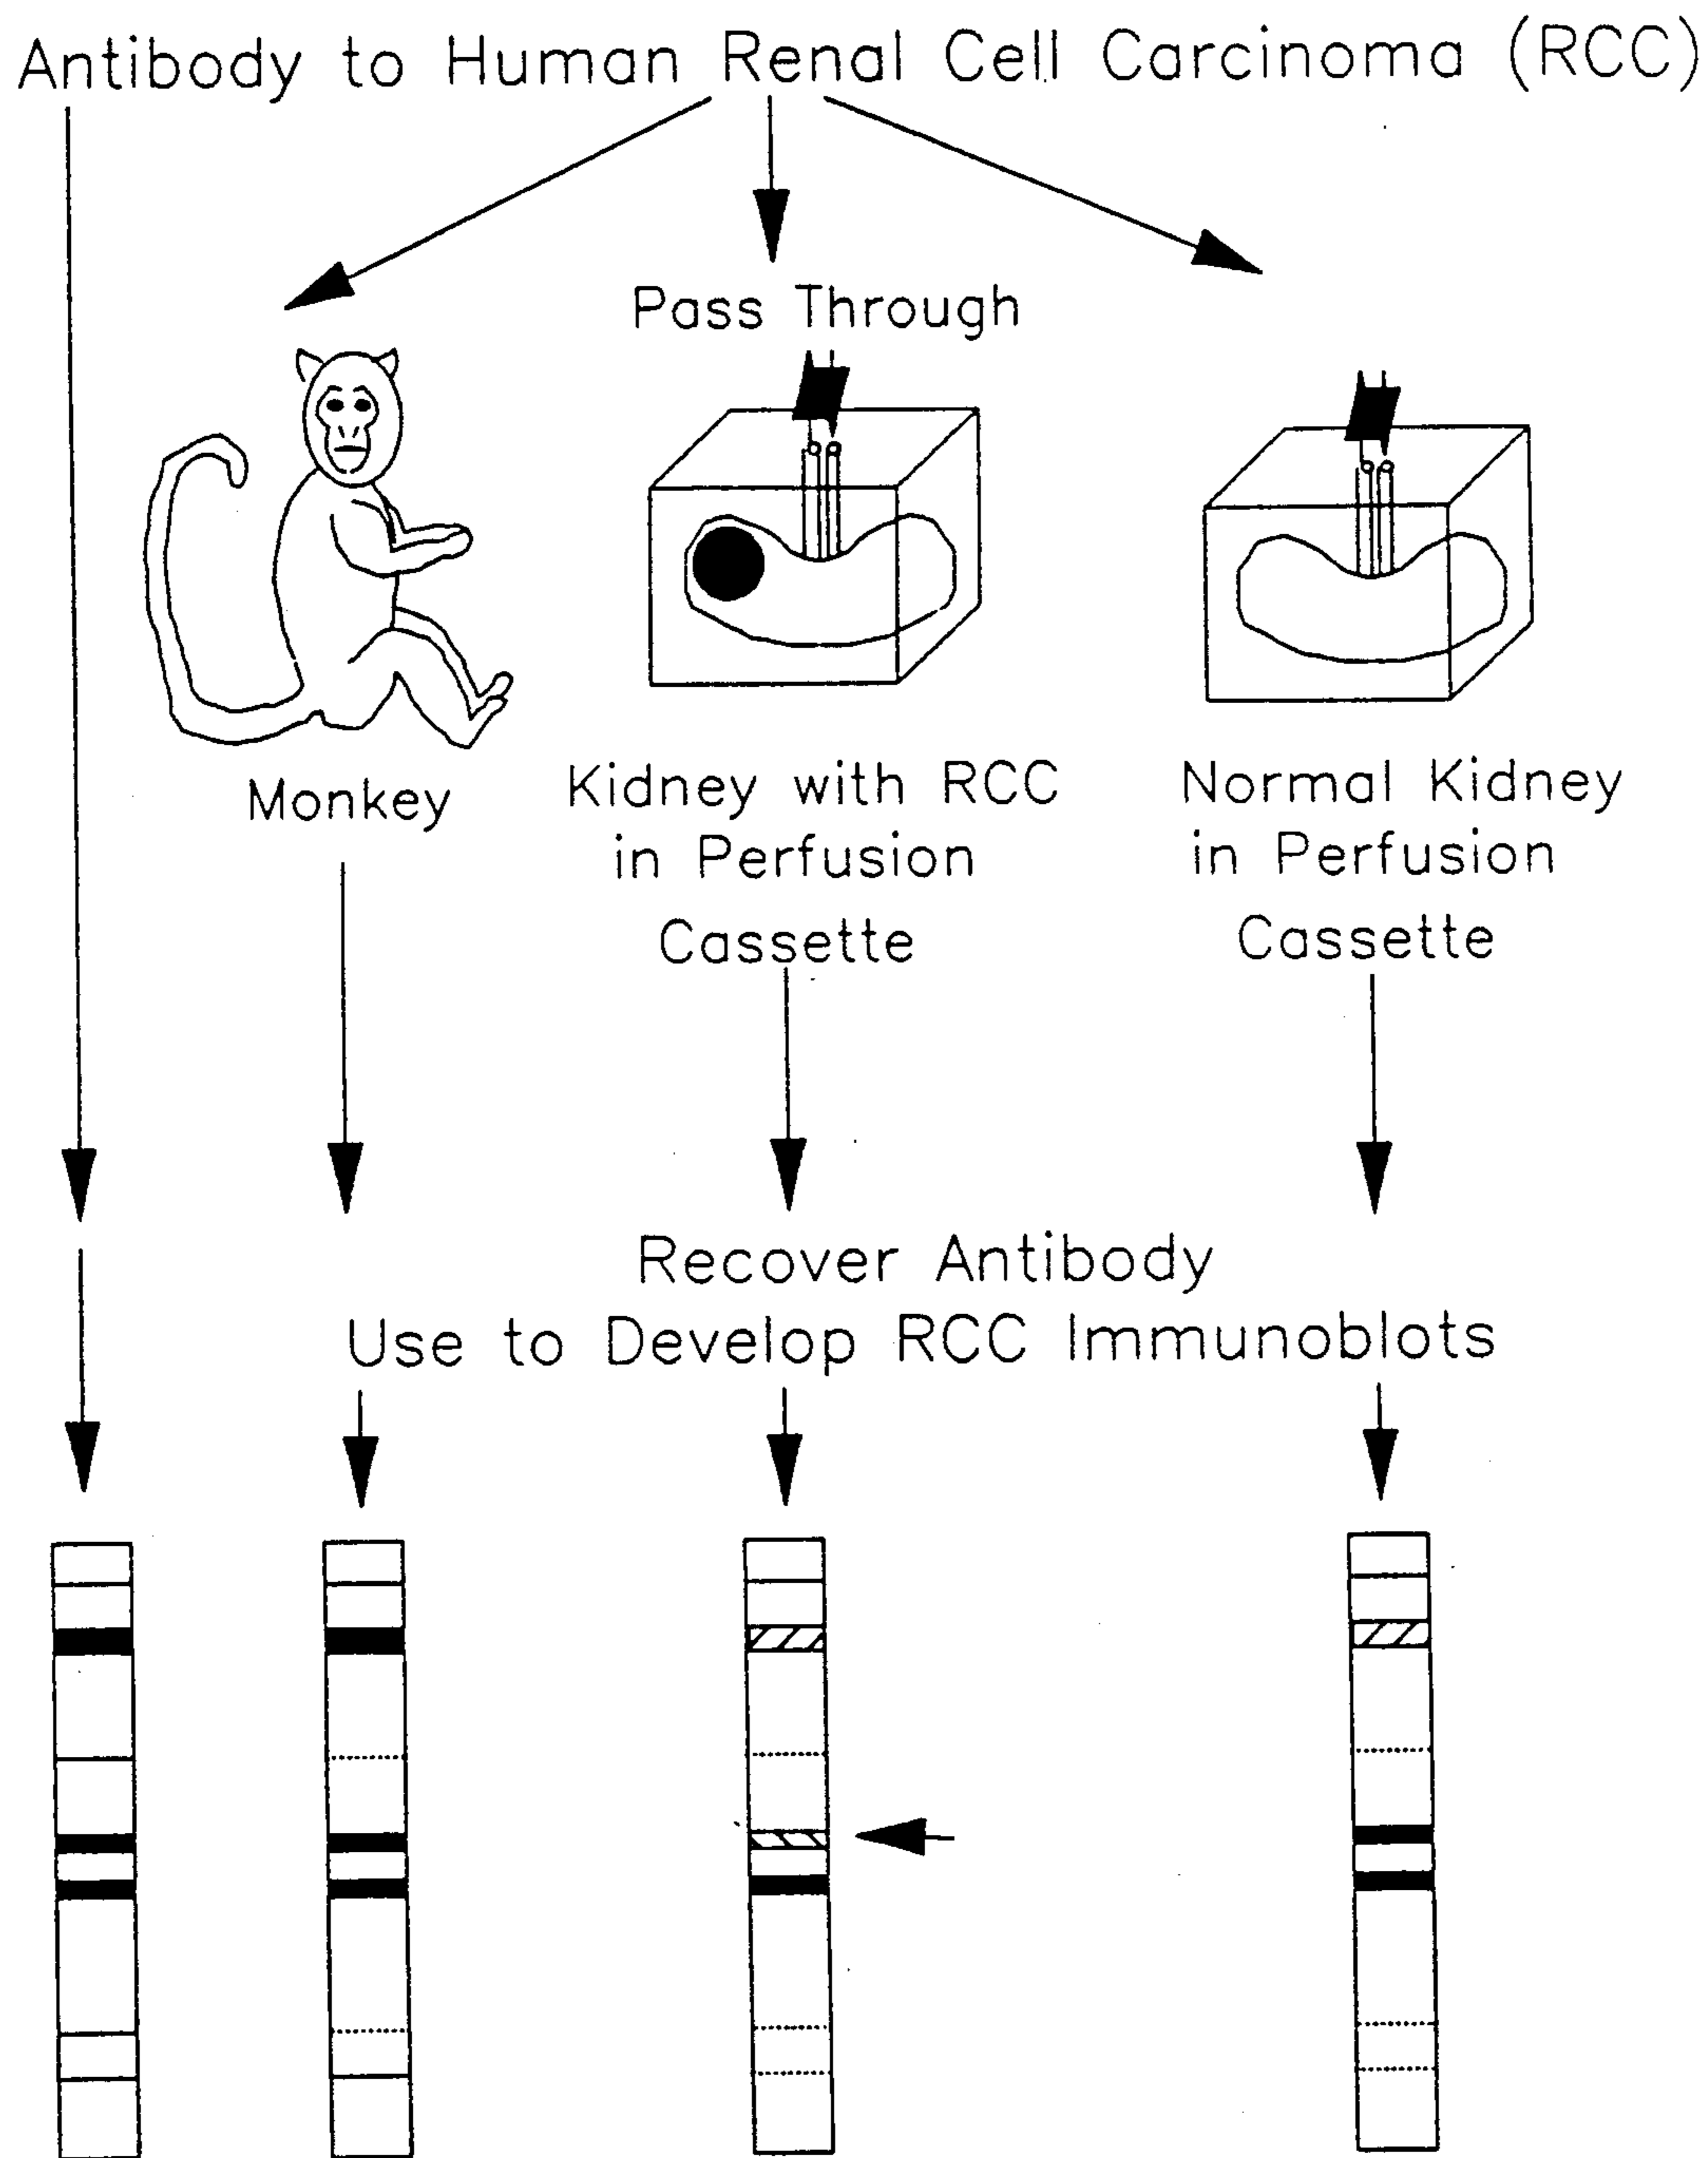 Antibody to Human Renal Cell Carcinoma (RCC)
Pass Through
Monkey
Kidney with RCC
in Perfusion
Cassette
Normal Kidney
in Perfusion
Cassette
Recover Antibody
Use to Develop RCC Immunoblots